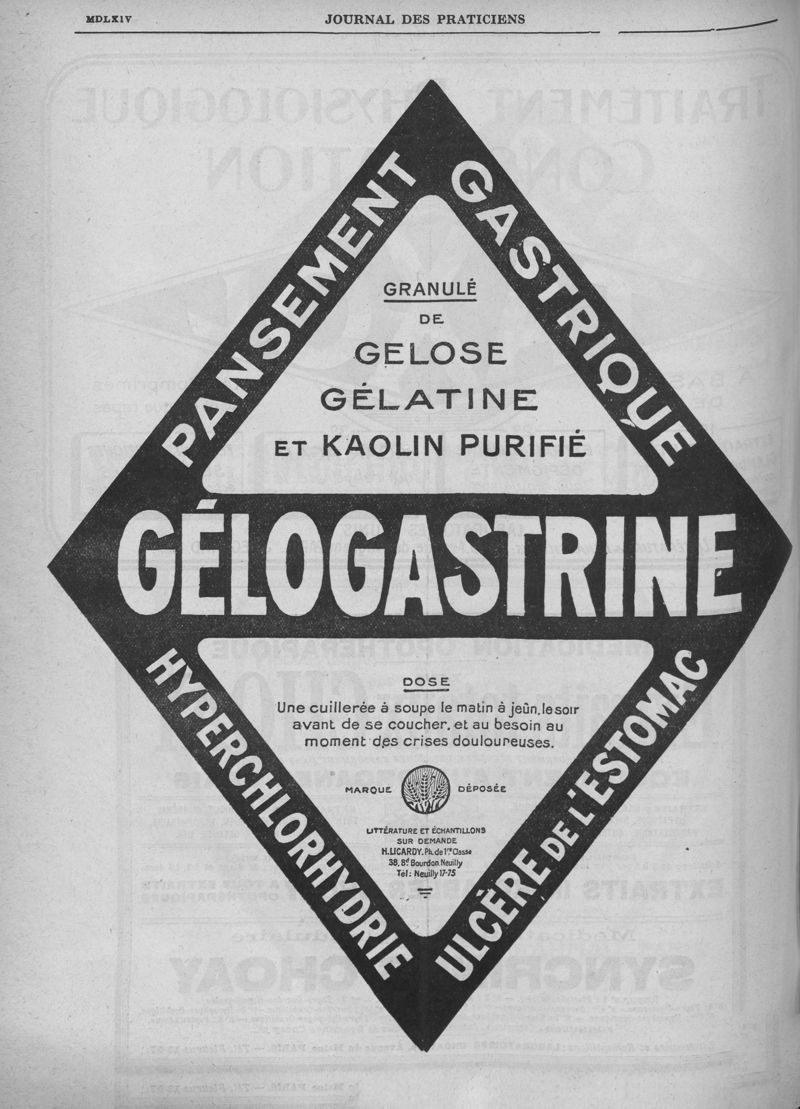 MDLXIV
JOURNAL DES PRATICIENS
PANSEMENT
GASTRIQUE
GRANULÉ
DE
GELOSE
GÉLATINE
ET KAOLIN PURIFIÉ
GÉLOGASTRINE
HYPERCHLORHYDRIE
ULCÈRE DE L'ESTOMAC
DOSE
Une cuillerée à soupe le matin à jeûn, le soir
avant de se coucher, et au besoin au
moment des crises douloureuses.
MARQUE DÉPOSÉE
LITTÉRATURE ET ÉCHANTILLONS
SUR DEMANDE
H. LICARDY, Ph. de 1re Classe
38, Bd Bourdon Neuilly
Tél: Neuilly 17-75